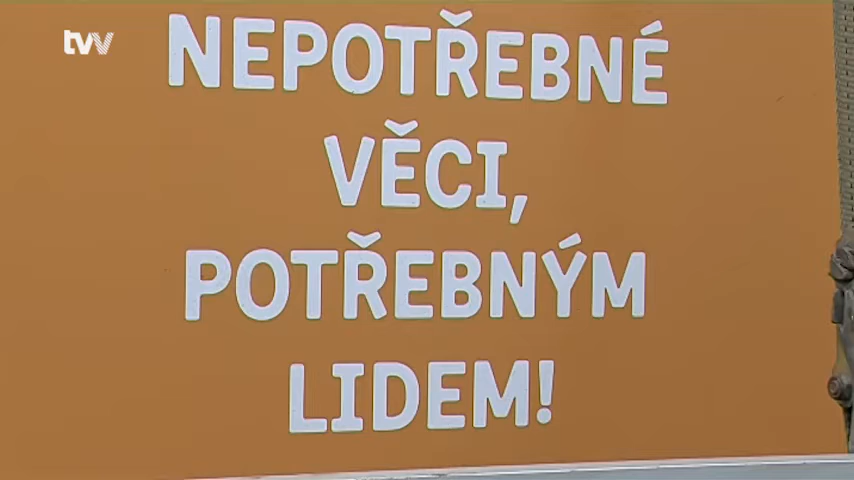 tvv
NEPOTŘEBNÉ
VĚCI,
POTŘEBNÝM
LIDEM!